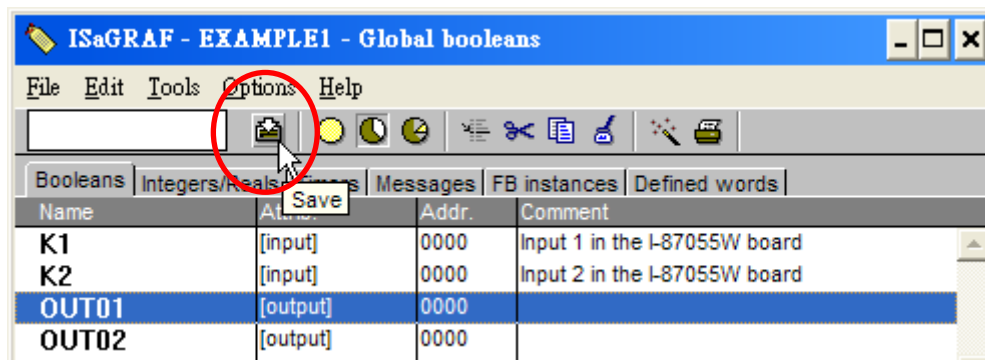 ISaGRAF - EXAMPLE1 - Global booleans
File Edit Tools Options Help
Booleans Integers/Reals Timers Messages FB instances Defined words
Save
Name Attrib. Addr. Comment
K1 [input] 0000 Input 1 in the I-87055W board
K2 [input] 0000 Input 2 in the I-87055W board
OUT01 [output] 0000
OUT02 [output] 0000